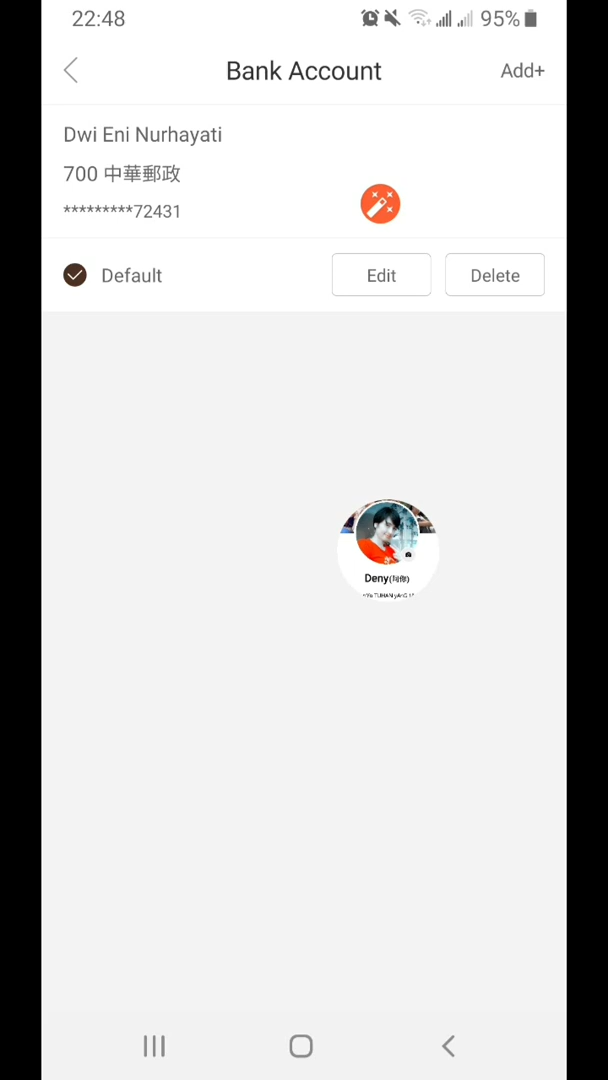 22:48
95%
Bank Account
Add+
Dwi Eni Nurhayati
700 中華郵政
*********72431
Default
Edit
Delete
Deny